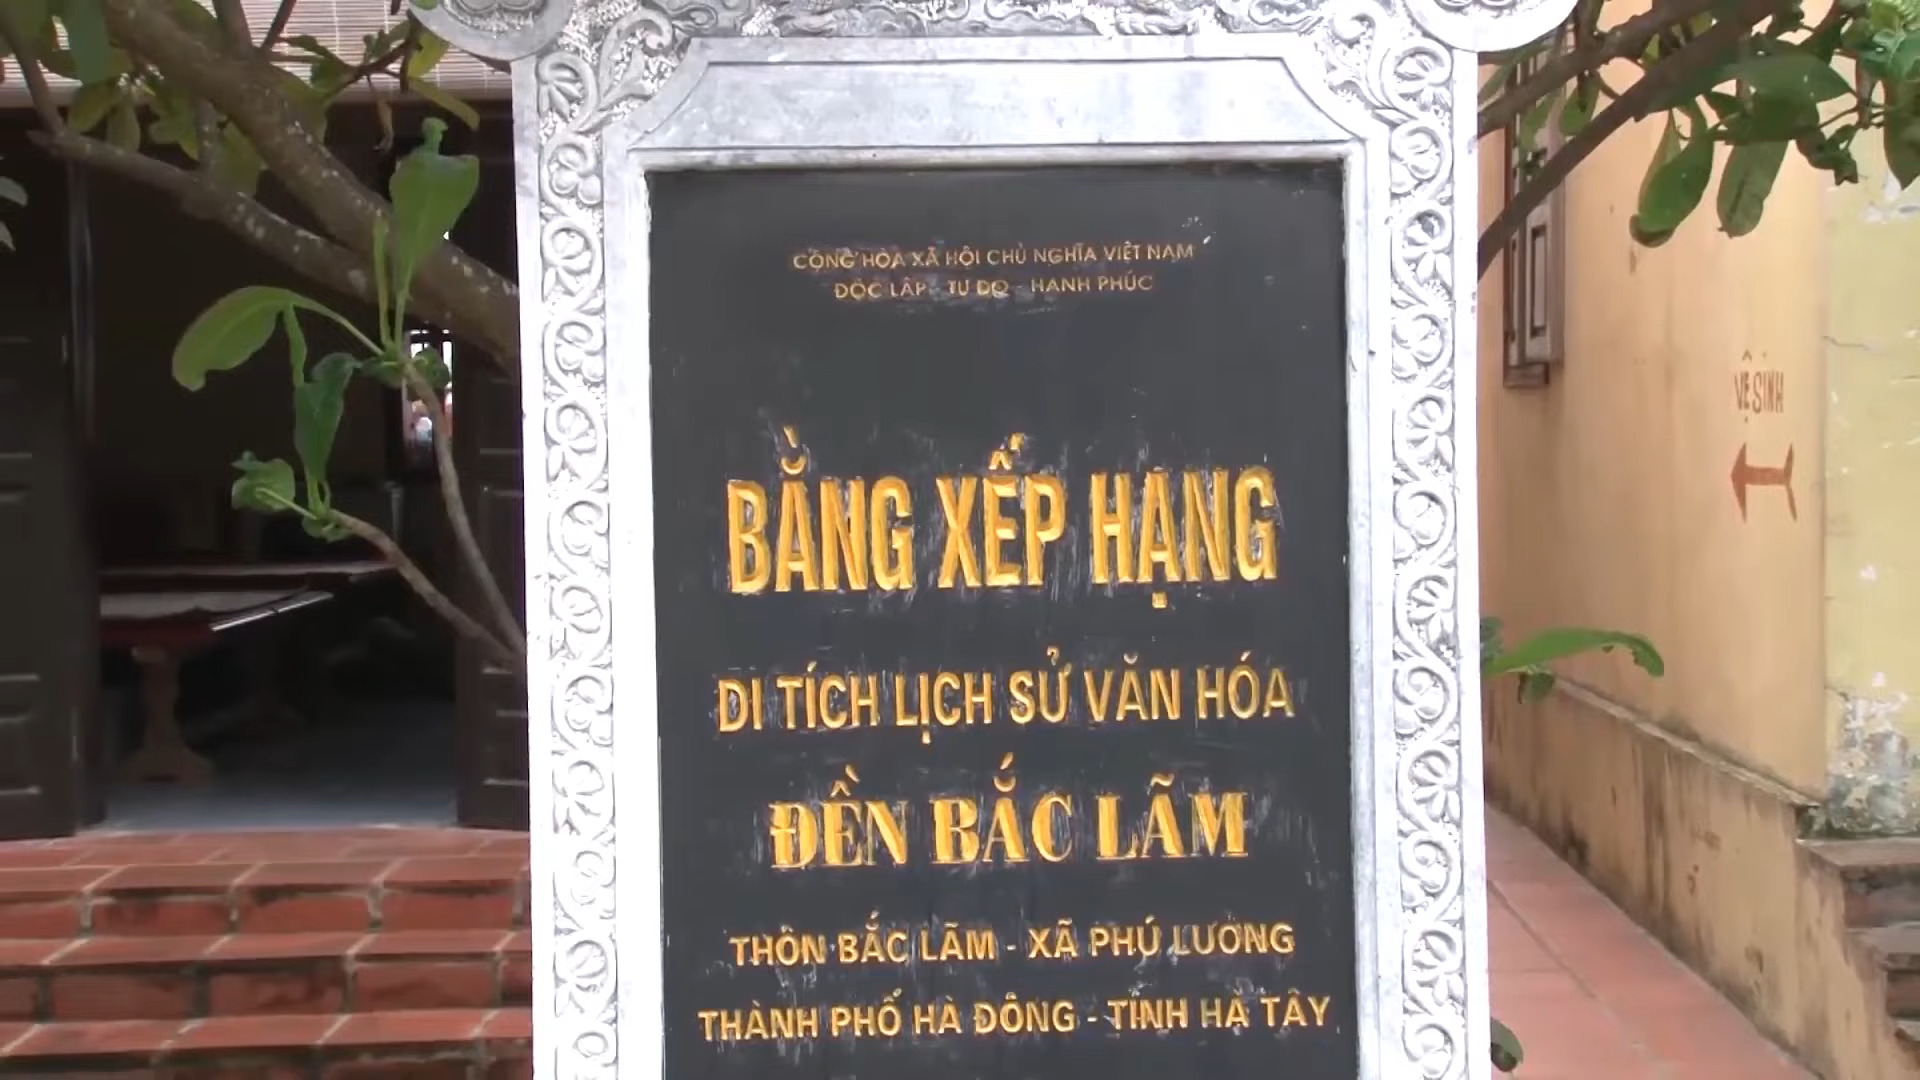 CỘNG HÒA XÃ HỘI CHỦ NGHĨA VIỆT NAM
ĐỘC LẬP - TỰ DO - HẠNH PHÚC
BẰNG XẾP HẠNG
DI TÍCH LỊCH SỬ VĂN HÓA
ĐỀN BẮC LÃM
THÔN BẮC LÃM - XÃ PHÚ LƯƠNG
THÀNH PHỐ HÀ ĐÔNG - TỈNH HÀ TÂY
VỆ SINH